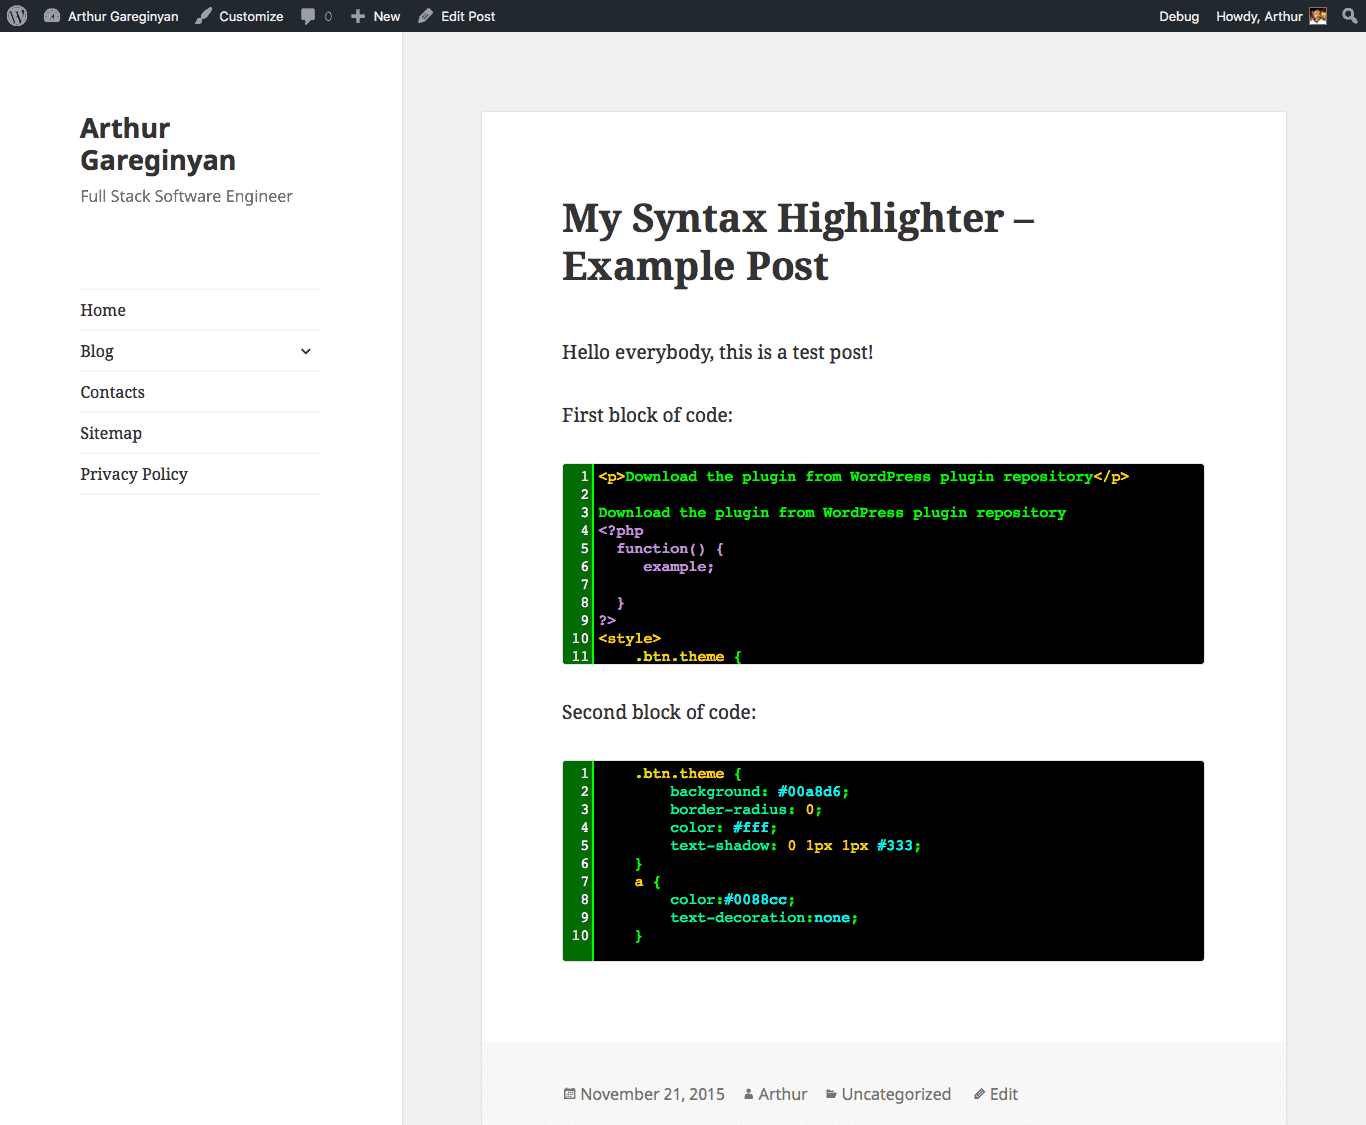 Arthur Gareginyan Customize 0 New Edit Post Debug Howdy, Arthur
Arthur
Gareginyan
Full Stack Software Engineer
Home
Blog
Contacts
Sitemap
Privacy Policy
My Syntax Highlighter –
Example Post
Hello everybody, this is a test post!
First block of code:
1 <p>Download the plugin from WordPress plugin repository</p>
2
3 Download the plugin from WordPress plugin repository
4 <?php
5   function() {
6      example;
7
8   }
9 ?>
10 <style>
11     .btn.theme {
Second block of code:
1     .btn.theme {
2         background: #00a8d6;
3         border-radius: 0;
4         color: #fff;
5         text-shadow: 0 1px 1px #333;
6     }
7     a {
8         color:#0088cc;
9         text-decoration:none;
10     }
November 21, 2015 Arthur Uncategorized Edit